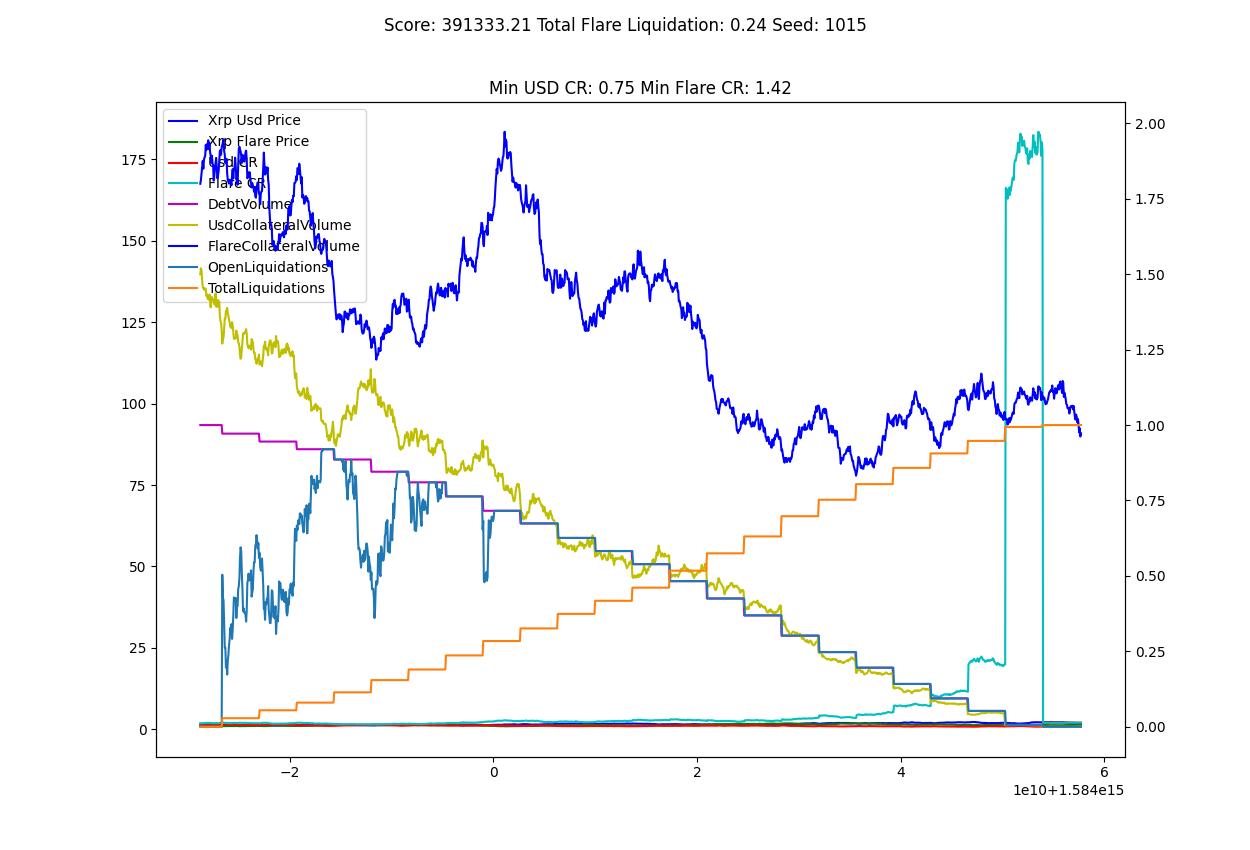 Score: 391333.21 Total Flare Liquidation: 0.24 Seed: 1015
Min USD CR: 0.75 Min Flare CR: 1.42
Xrp Usd Price
Xrp Flare Price
Usd CR
Flare CR
DebtVolume
UsdCollateralVolume
FlareCollateralVolume
OpenLiquidations
TotalLiquidations
175
150
125
100
75
50
25
0
2.00
1.75
1.50
1.25
1.00
0.75
0.50
0.25
0.00
−2 0 2 4 6
1e10+1.584e15